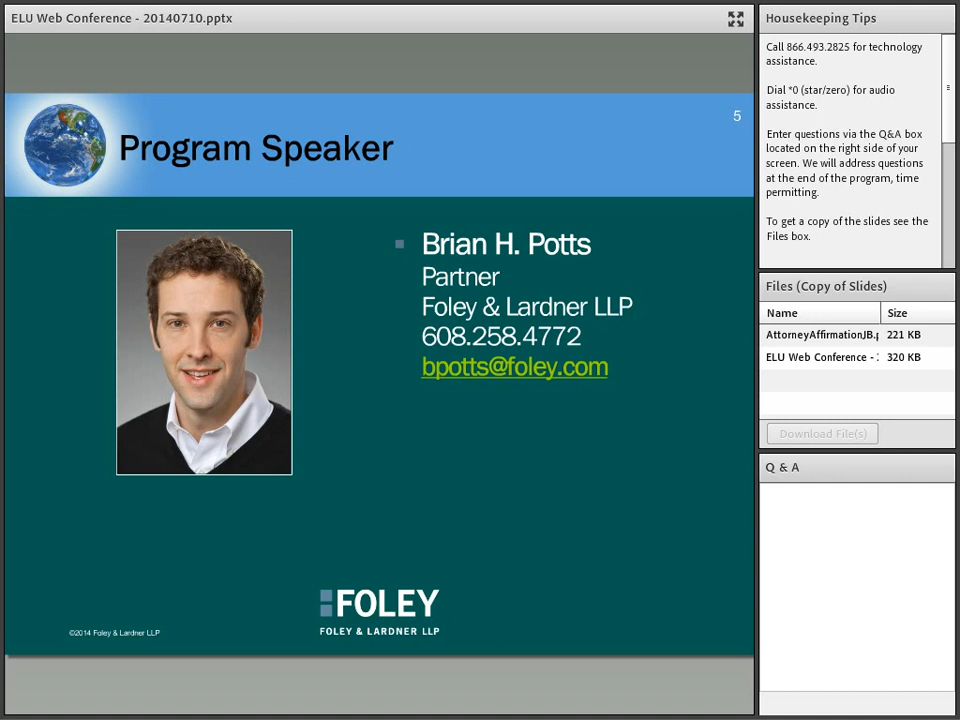 ELU Web Conference - 20140710.pptx
5
Program Speaker
Brian H. Potts
Partner
Foley & Lardner LLP
608.258.4772
bpotts@foley.com
FOLEY
FOLEY & LARDNER LLP
©2014 Foley & Lardner LLP
Housekeeping Tips
Call 866.493.2825 for technology
assistance.
Dial *0 (star/zero) for audio
assistance.
Enter questions via the Q&A box
located on the right side of your
screen. We will address questions
at the end of the program, time
permitting.
To get a copy of the slides see the
Files box.
Files (Copy of Slides)
Name Size
AttorneyAffirmationJB.p 221 KB
ELU Web Conference - 320 KB
Download File(s)
Q & A